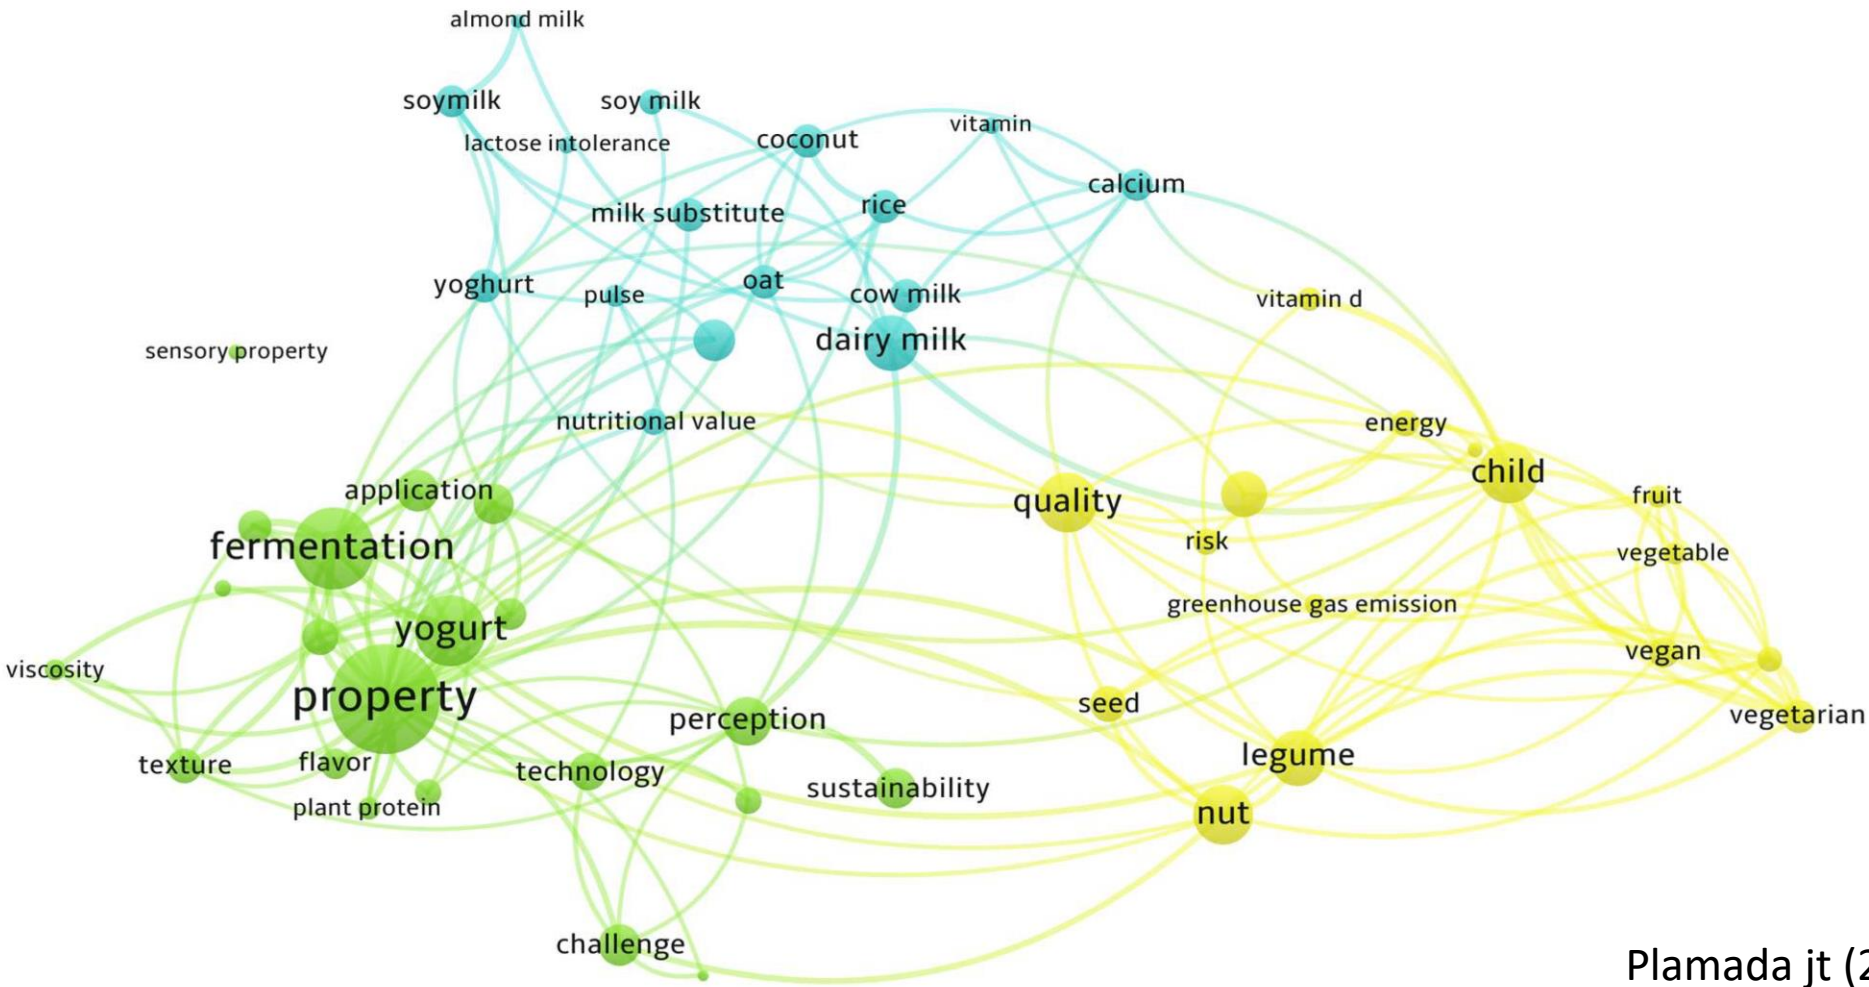 almond milk
soymilk
soy milk
vitamin
coconut
lactose intolerance
calcium
rice
milk substitute
oat
yoghurt
pulse
cow milk
vitamin d
dairy milk
sensory property
nutritional value
energy
child
application
fruit
quality
risk
fermentation
vegetable
greenhouse gas emission
yogurt
vegan
viscosity
property
seed
vegetarian
perception
legume
flavor
texture
technology
sustainability
plant protein
nut
challenge
Plamada jt (2